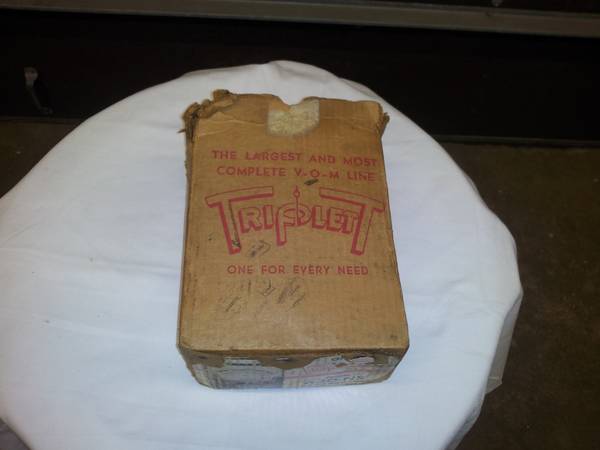 THE LARGEST AND MOST
COMPLETE V-O-M LINE
TRIPLETT
ONE FOR EVERY NEED